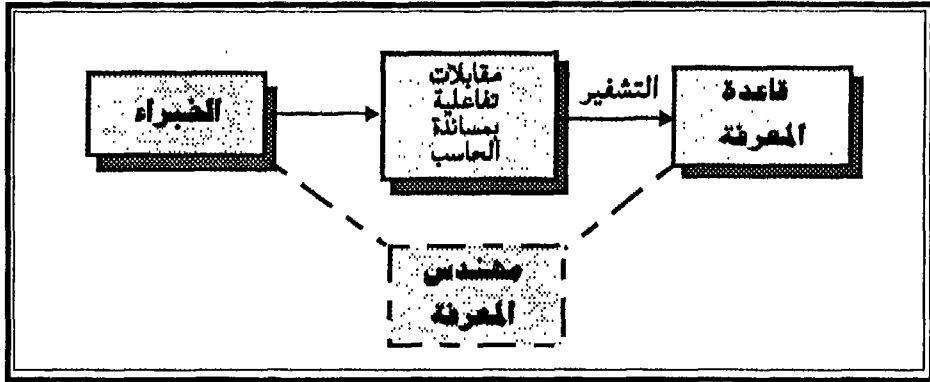 الخبراء
مقابلات
تفاعلية
بمساندة
الحاسب
التشفير
قاعدة
المعرفة
مهندس
المعرفة